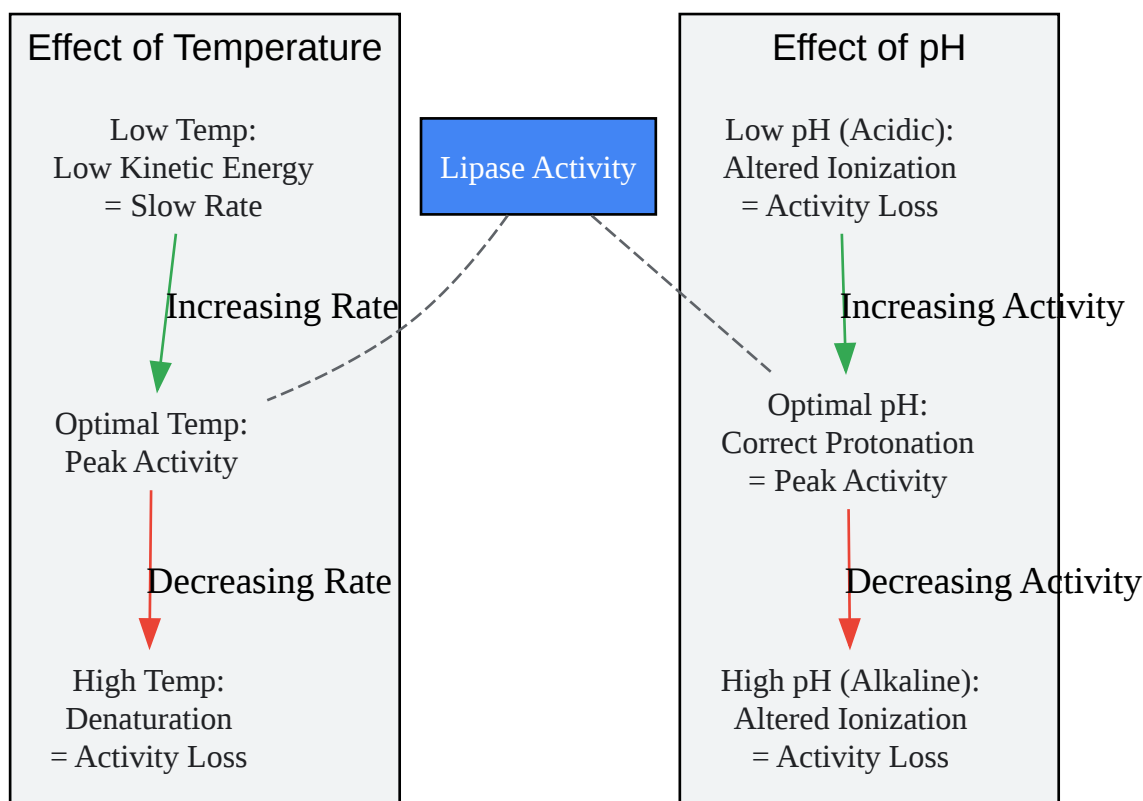 Effect of Temperature
Low Temp:
Low Kinetic Energy
= Slow Rate
Increasing Rate
Optimal Temp:
Peak Activity
Decreasing Rate
High Temp:
Denaturation
= Activity Loss
Lipase Activity
Effect of pH
Low pH (Acidic):
Altered Ionization
= Activity Loss
Increasing Activity
Optimal pH:
Correct Protonation
= Peak Activity
Decreasing Activity
High pH (Alkaline):
Altered Ionization
= Activity Loss